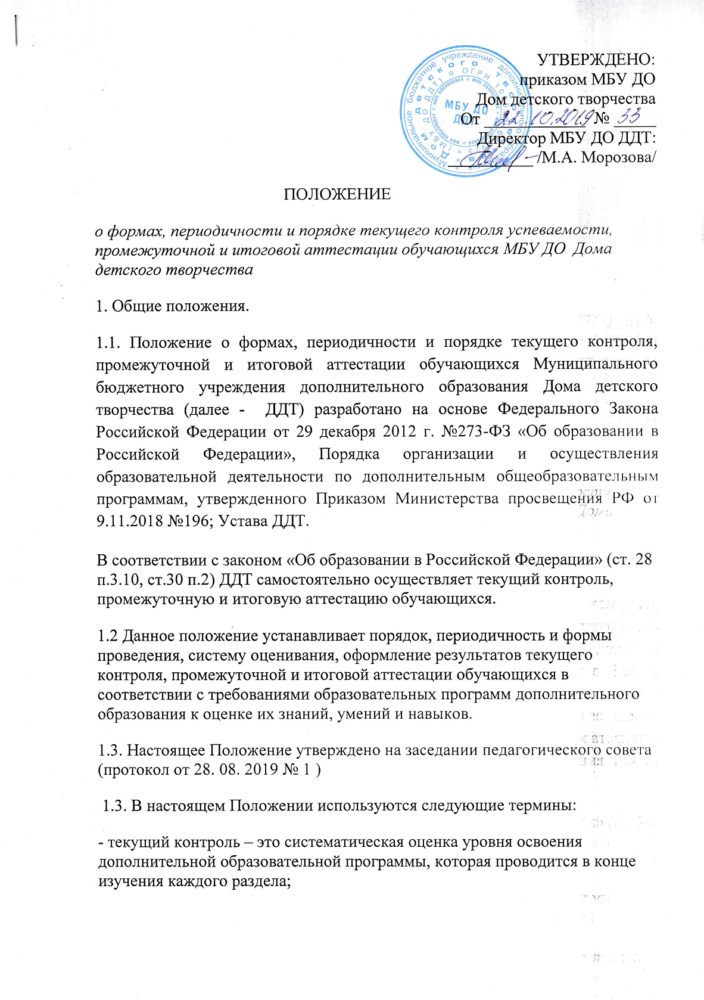 УТВЕРЖДЕНО:
приказом МБУ ДО
Дом детского творчества
От 22.10.2019 № 33
Директор МБУ ДО ДДТ:
/М.А. Морозова/
МБУ ДО
ДДТ
ПОЛОЖЕНИЕ
о формах, периодичности и порядке текущего контроля успеваемости,
промежуточной и итоговой аттестации обучающихся МБУ ДО Дома
детского творчества
1. Общие положения.
1.1. Положение о формах, периодичности и порядке текущего контроля,
промежуточной и итоговой аттестации обучающихся Муниципального
бюджетного учреждения дополнительного образования Дома детского
творчества (далее - ДДТ) разработано на основе Федерального Закона
Российской Федерации от 29 декабря 2012 г. №273-ФЗ «Об образовании в
Российской Федерации», Порядка организации и осуществления
образовательной деятельности по дополнительным общеобразовательным
программам, утвержденного Приказом Министерства просвещения РФ от
9.11.2018 №196; Устава ДДТ.
В соответствии с законом «Об образовании в Российской Федерации» (ст. 28
п.3.10, ст.30 п.2) ДДТ самостоятельно осуществляет текущий контроль,
промежуточную и итоговую аттестацию обучающихся.
1.2 Данное положение устанавливает порядок, периодичность и формы
проведения, систему оценивания, оформление результатов текущего
контроля, промежуточной и итоговой аттестации обучающихся в
соответствии с требованиями образовательных программ дополнительного
образования к оценке их знаний, умений и навыков.
1.3. Настоящее Положение утверждено на заседании педагогического совета
(протокол от 28. 08. 2019 № 1 )
1.3. В настоящем Положении используются следующие термины:
- текущий контроль – это систематическая оценка уровня освоения
дополнительной образовательной программы, которая проводится в конце
изучения каждого раздела;